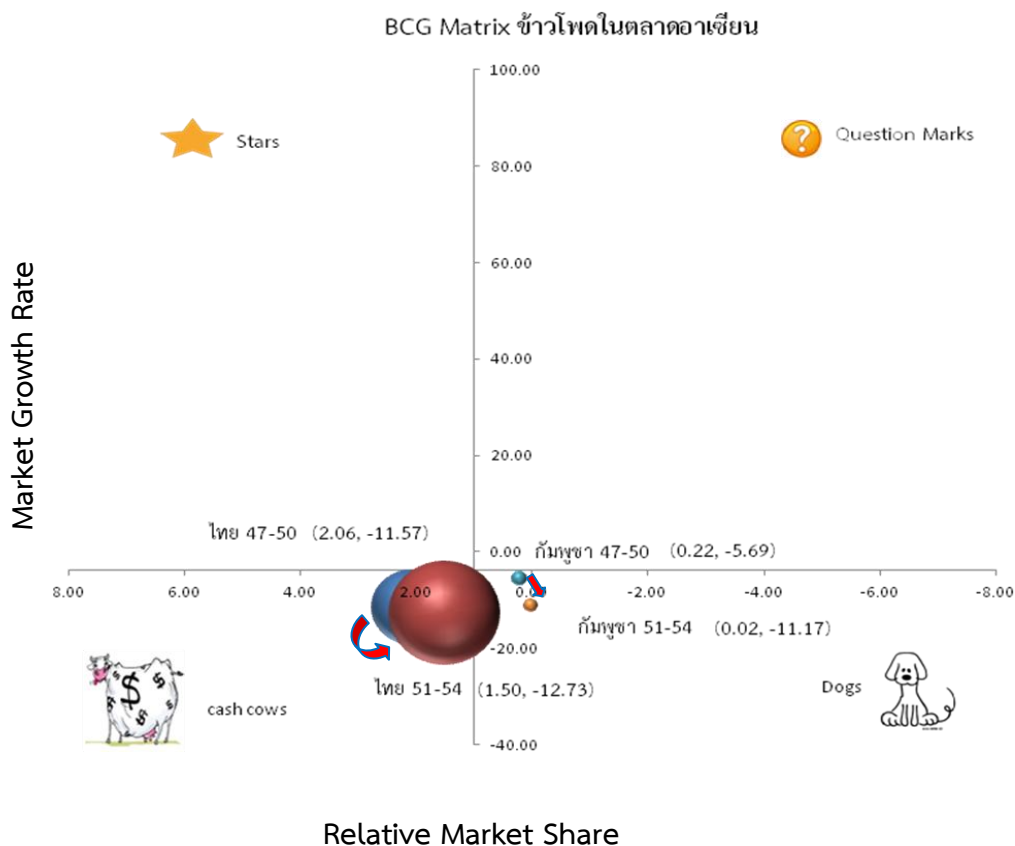 BCG Matrix ข้าวโพดในตลาดอาเซียน
100.00
Stars
Question Marks
80.00
60.00
Market Growth Rate
40.00
20.00
ไทย 47-50 (2.06, -11.57)
0.00
กัมพูชา 47-50 (0.22, -5.69)
8.00 6.00 4.00 2.00 0.00 -2.00 -4.00 -6.00 -8.00
กัมพูชา 51-54 (0.02, -11.17)
-20.00
ไทย 51-54 (1.50, -12.73)
Dogs
cash cows
-40.00
Relative Market Share